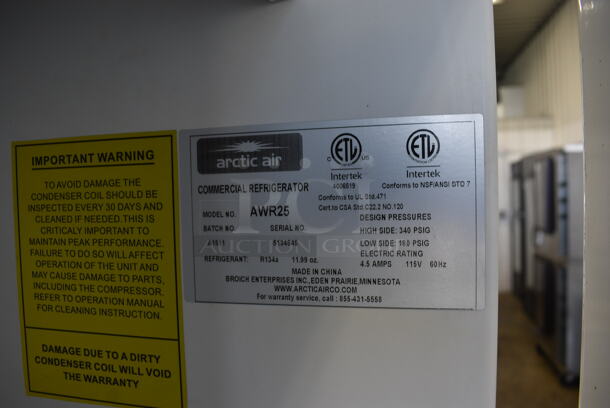 IMPORTANT WARNING
TO AVOID DAMAGE THE
CONDENSER COIL SHOULD BE
INSPECTED EVERY 30 DAYS AND
CLEANED IF NEEDED.THIS IS
CRITICALY IMPORTANT TO
MAINTAIN PEAK PERFORMANCE.
FAILURE TO DO SO WILL AFFECT
OPERATION OF THE UNIT AND
MAY CAUSE DAMAGE TO PARTS,
INCLUDING THE COMPRESSOR.
REFER TO OPERATION MANUAL
FOR CLEANING INSTRUCTION.
DAMAGE DUE TO A DIRTY
CONDENSER COIL WILL VOID
THE WARRANTY
arctic air
COMMERCIAL REFRIGERATOR
MODEL NO. AWR25
BATCH NO. SERIAL NO.
REFRIGERANT: R134a 11.99 oz.
C ETL US
Intertek
4006819
ETL
Intertek
Conforms to NSF/ANSI STD 7
Conforms to UL Std.471
Cert.to CSA Std C22.2 NO.120
DESIGN PRESSURES
HIGH SIDE: 340 PSIG
LOW SIDE: 180 PSIG
ELECTRIC RATING
4.5 AMPS 115V 60Hz
MADE IN CHINA
BROICH ENTERPRISES INC.,EDEN PRAIRIE,MINNESOTA
WWW.ARCTICAIRCO.COM
For warranty service, call : 855-431-5558
PCI
AUCTION GROUP